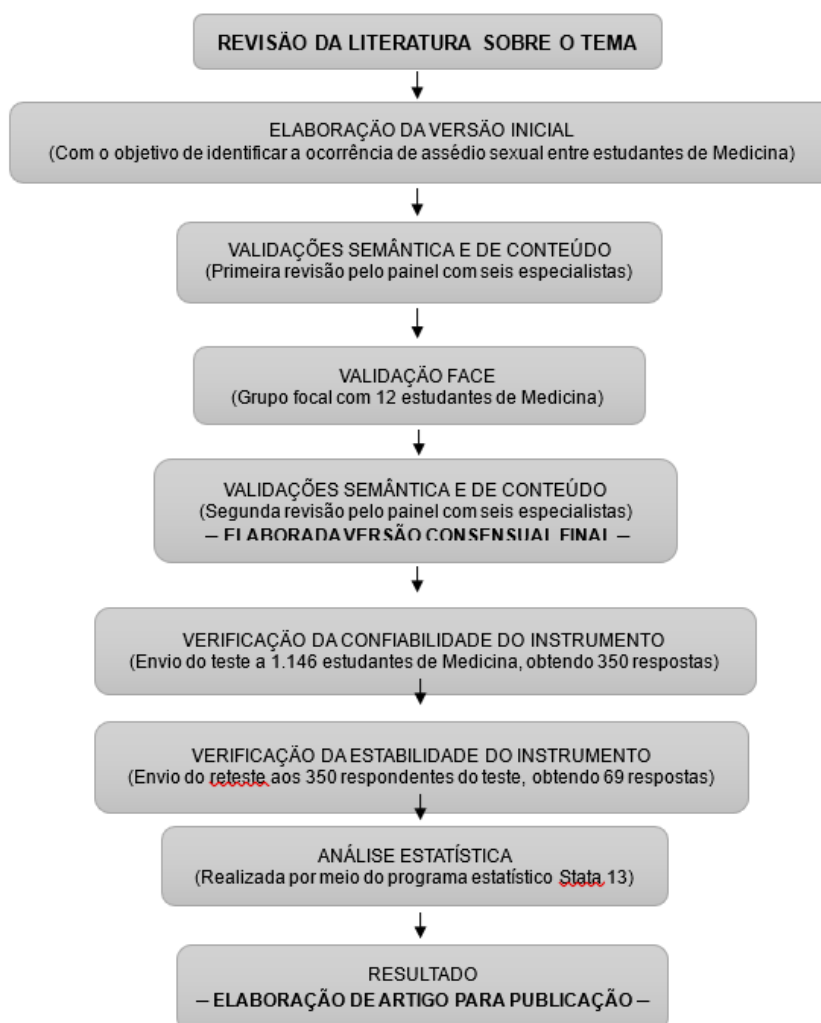 REVISÃO DA LITERATURA SOBRE O TEMA
ELABORAÇÃO DA VERSÃO INICIAL
(Com o objetivo de identificar a ocorrência de assédio sexual entre estudantes de Medicina)
VALIDAÇÕES SEMÂNTICA E DE CONTEÚDO
(Primeira revisão pelo painel com seis especialistas)
VALIDAÇÃO FACE
(Grupo focal com 12 estudantes de Medicina)
VALIDAÇÕES SEMÂNTICA E DE CONTEÚDO
(Segunda revisão pelo painel com seis especialistas)
— ELABORADA VERSÃO CONSENSUAL FINAL —
VERIFICAÇÃO DA CONFIABILIDADE DO INSTRUMENTO
(Envio do teste a 1.146 estudantes de Medicina, obtendo 350 respostas)
VERIFICAÇÃO DA ESTABILIDADE DO INSTRUMENTO
(Envio do reteste aos 350 respondentes do teste, obtendo 69 respostas)
ANÁLISE ESTATÍSTICA
(Realizada por meio do programa estatístico Stata 13)
RESULTADO
— ELABORAÇÃO DE ARTIGO PARA PUBLICAÇÃO —